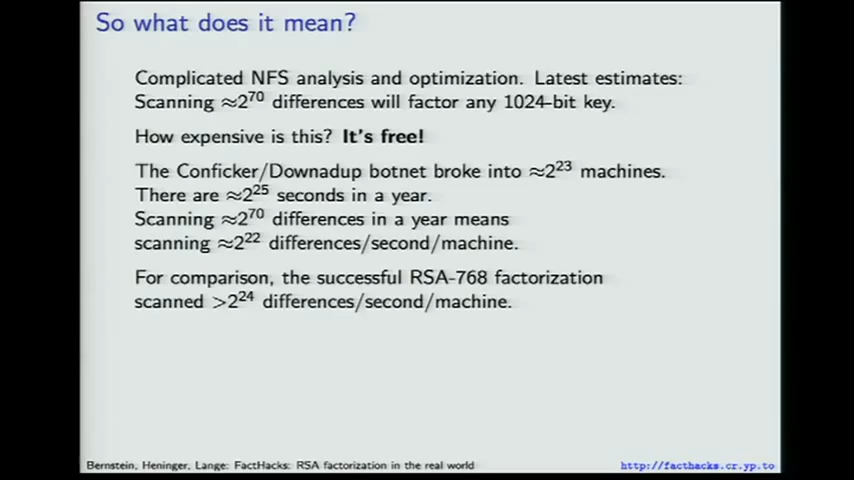 So what does it mean?
Complicated NFS analysis and optimization. Latest estimates:
Scanning ≈2^70 differences will factor any 1024-bit key.
How expensive is this? It's free!
The Conficker/Downadup botnet broke into ≈2^23 machines.
There are ≈2^25 seconds in a year.
Scanning ≈2^70 differences in a year means
scanning ≈2^22 differences/second/machine.
For comparison, the successful RSA-768 factorization
scanned >2^24 differences/second/machine.
Bernstein, Heninger, Lange: FactHacks: RSA factorization in the real world
http://facthacks.cr.yp.to